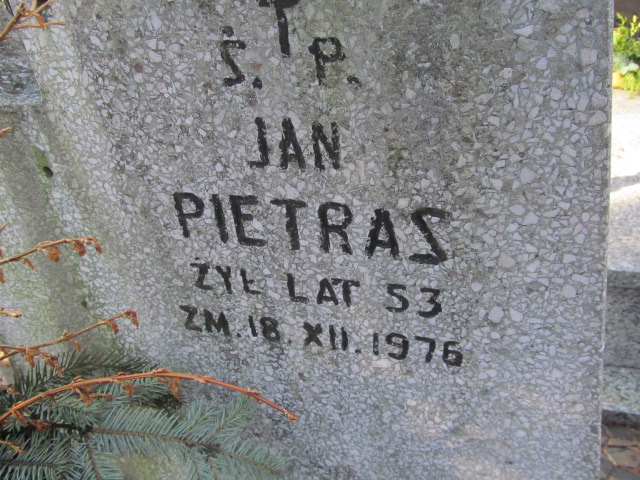 Ś. P.
JAN
PIETRAS
ŻYŁ LAT 53
ZM. 18. XII. 1976